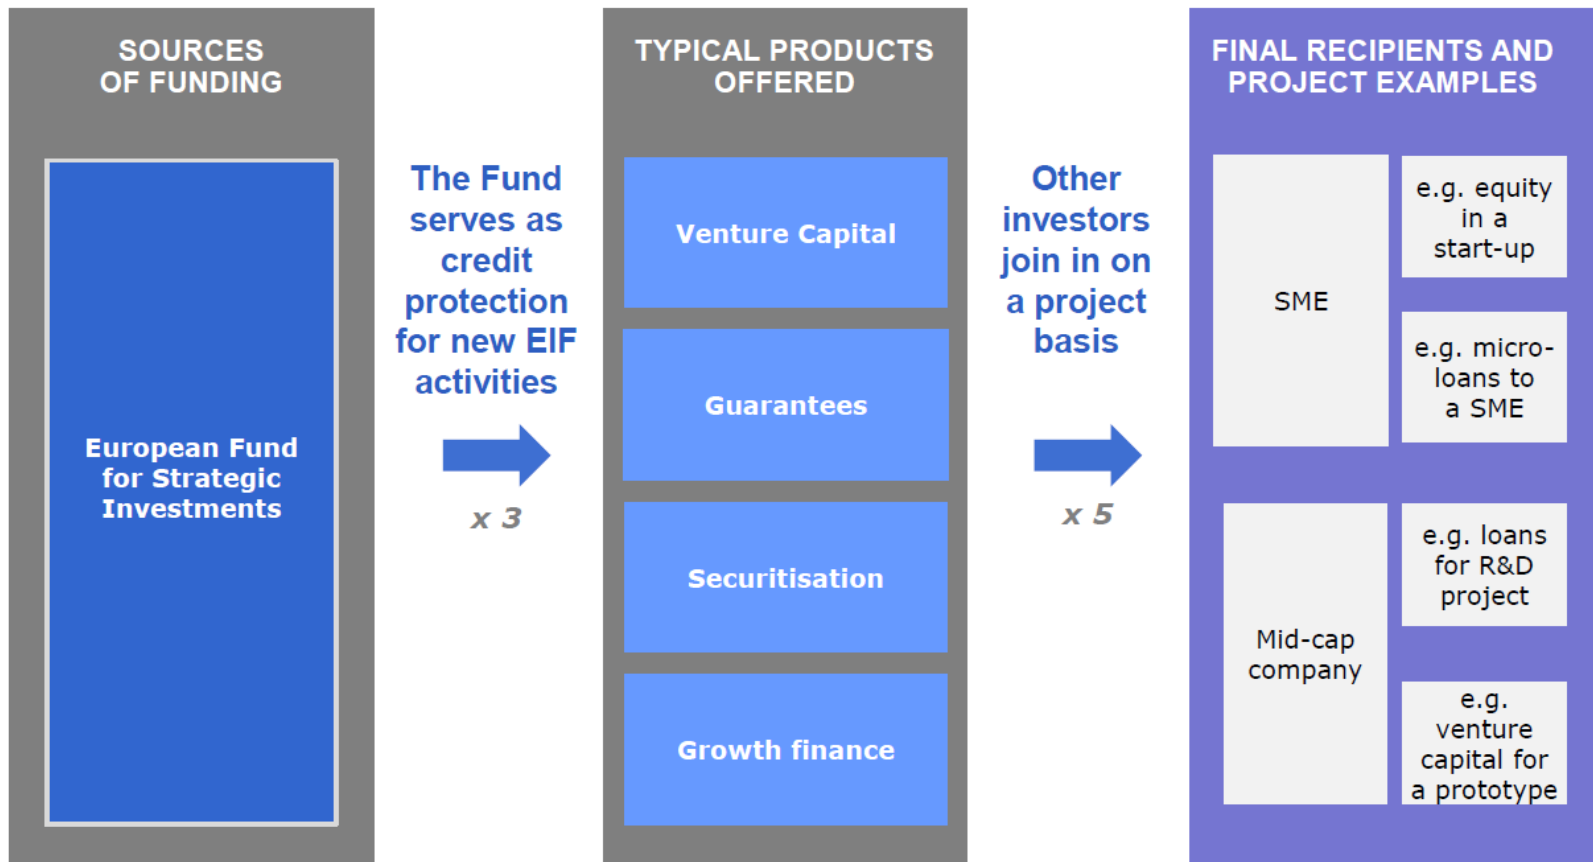 SOURCES
OF FUNDING
European Fund
for Strategic
Investments
The Fund
serves as
credit
protection
for new EIF
activities
x 3
TYPICAL PRODUCTS
OFFERED
Venture Capital
Guarantees
Securitisation
Growth finance
Other
investors
join in on
a project
basis
x 5
FINAL RECIPIENTS AND
PROJECT EXAMPLES
SME
e.g. equity
in a
start-up
e.g. micro-
loans to
a SME
Mid-cap
company
e.g. loans
for R&D
project
e.g.
venture
capital for
a prototype